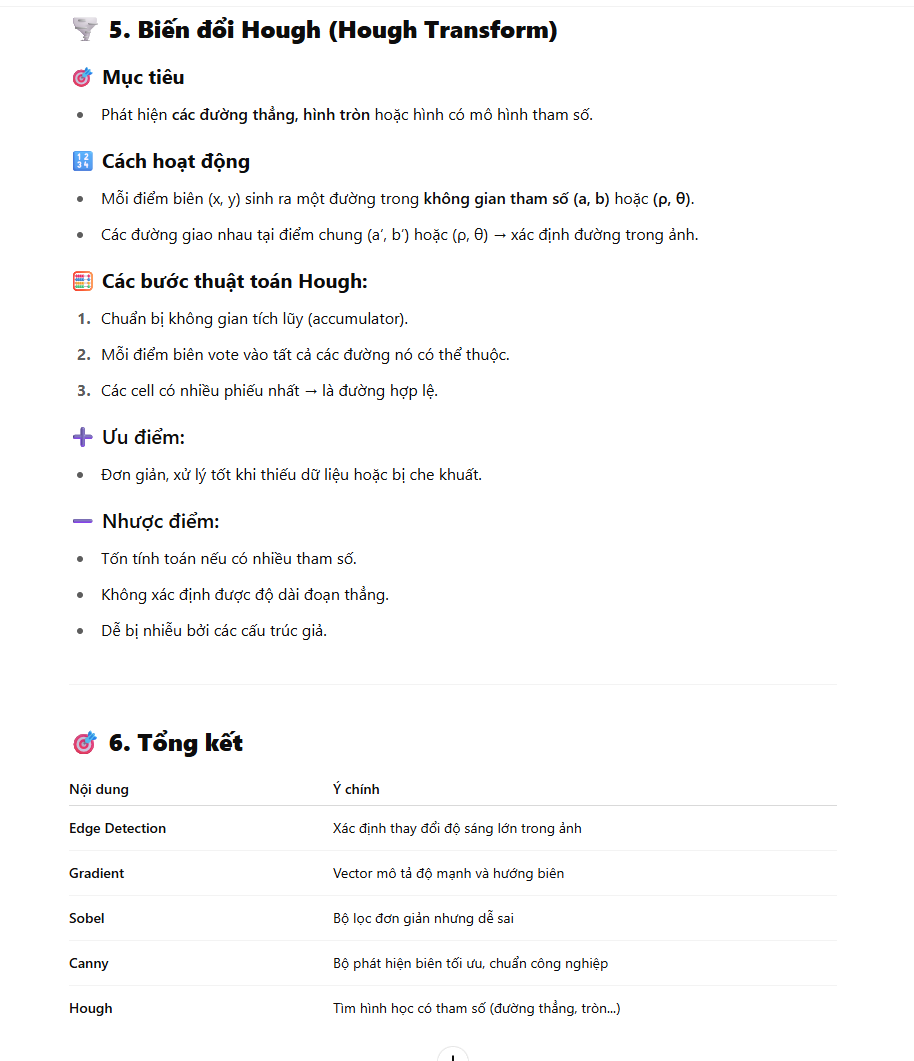 5. Biến đổi Hough (Hough Transform)
🎯 Mục tiêu
• Phát hiện các đường thẳng, hình tròn hoặc hình có mô hình tham số.
🔢 Cách hoạt động
• Mỗi điểm biên (x, y) sinh ra một đường trong không gian tham số (a, b) hoặc (ρ, θ).
• Các đường giao nhau tại điểm chung (a′, b′) hoặc (ρ, θ) → xác định đường trong ảnh.
🧮 Các bước thuật toán Hough:
1. Chuẩn bị không gian tích lũy (accumulator).
2. Mỗi điểm biên vote vào tất cả các đường nó có thể thuộc.
3. Các cell có nhiều phiếu nhất → là đường hợp lệ.
➕ Ưu điểm:
• Đơn giản, xử lý tốt khi thiếu dữ liệu hoặc bị che khuất.
➖ Nhược điểm:
• Tốn tính toán nếu có nhiều tham số.
• Không xác định được độ dài đoạn thẳng.
• Dễ bị nhiễu bởi các cấu trúc giả.
🎯 6. Tổng kết
Nội dung Ý chính
Edge Detection Xác định thay đổi độ sáng lớn trong ảnh
Gradient Vector mô tả độ mạnh và hướng biên
Sobel Bộ lọc đơn giản nhưng dễ sai
Canny Bộ phát hiện biên tối ưu, chuẩn công nghiệp
Hough Tìm hình học có tham số (đường thẳng, tròn...)